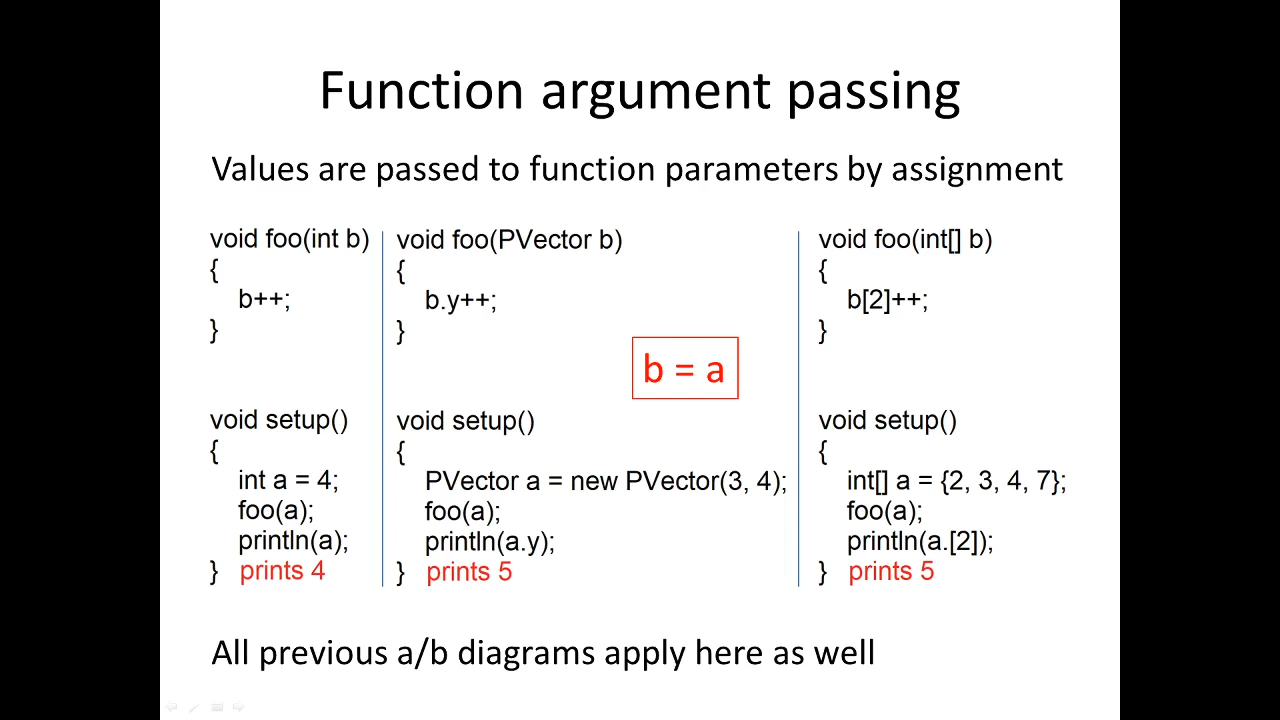 Function argument passing
Values are passed to function parameters by assignment
void foo(int b)
{
b++;
}
void setup()
{
int a = 4;
foo(a);
println(a);
} prints 4
void foo(PVector b)
{
b.y++;
}
b = a
void setup()
{
PVector a = new PVector(3, 4);
foo(a);
println(a.y);
} prints 5
void foo(int[] b)
{
b[2]++;
}
void setup()
{
int[] a = {2, 3, 4, 7};
foo(a);
println(a.[2]);
} prints 5
All previous a/b diagrams apply here as well